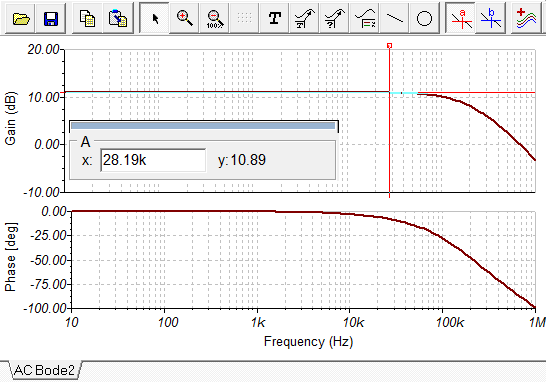 100%
T
a
b
20.00
10.00
0.00
-10.00
Gain (dB)
A
x: 28.19k y:10.89
0.00
-25.00
-50.00
-75.00
-100.00
Phase [deg]
10 100 1k 10k 100k 1M
Frequency (Hz)
AC Bode2